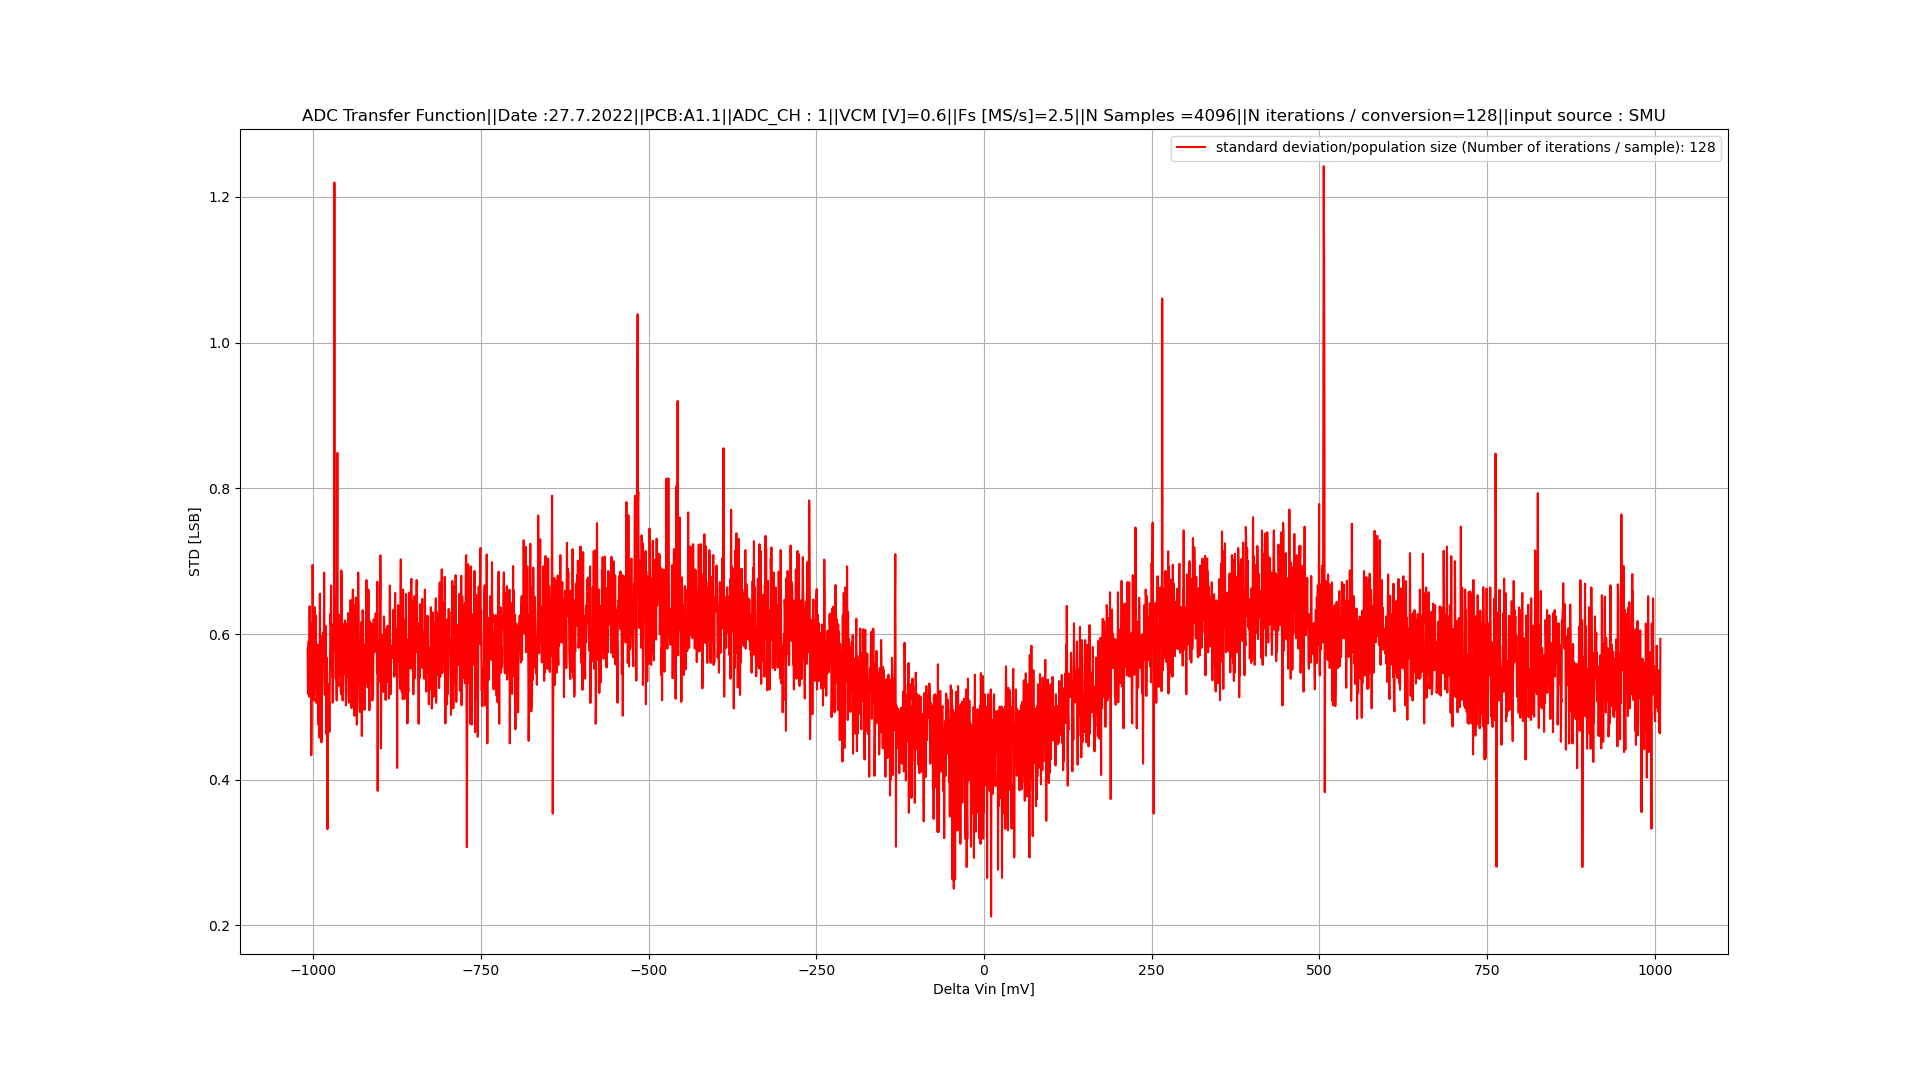 ADC Transfer Function||Date :27.7.2022||PCB:A1.1||ADC_CH : 1||VCM [V]=0.6||Fs [MS/s]=2.5||N Samples =4096||N iterations / conversion=128||input source : SMU
standard deviation/population size (Number of iterations / sample): 128
STD [LSB]
1.2
1.0
0.8
0.6
0.4
0.2
−1000 −750 −500 −250 0 250 500 750 1000
Delta Vin [mV]